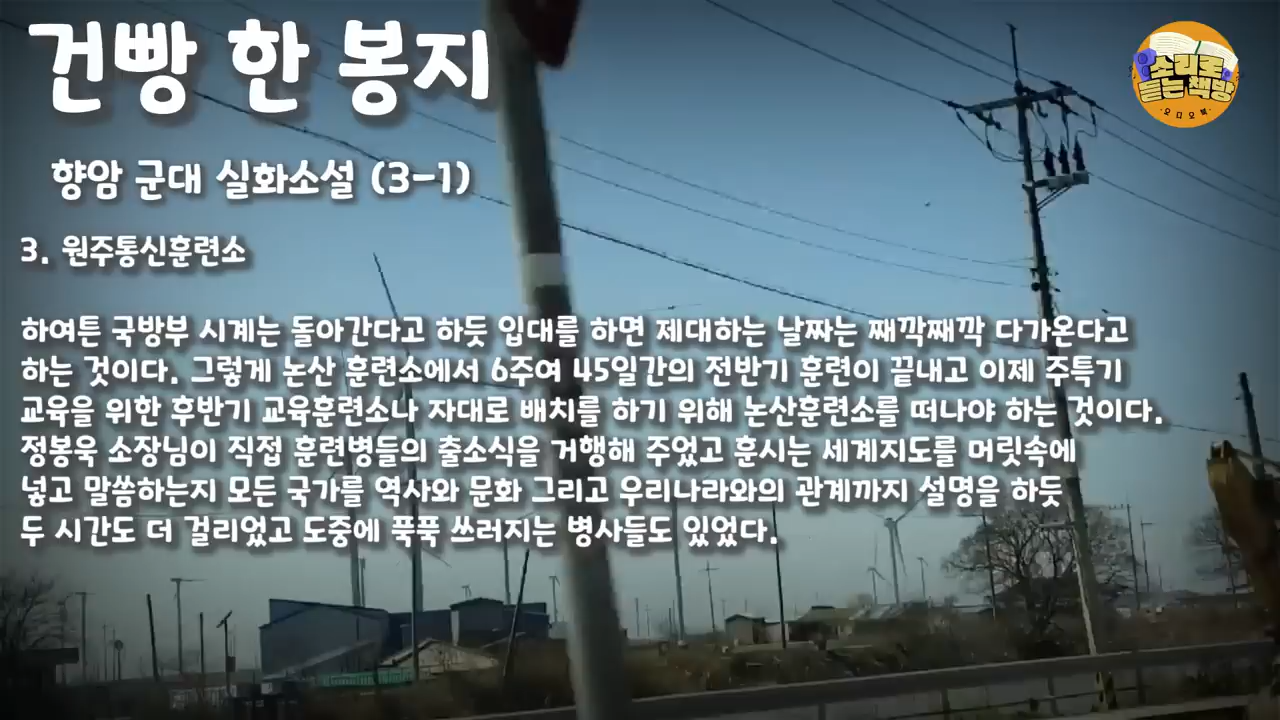 건빵 한 봉지
소리로
듣는 책방
·오디오북·
향암 군대 실화소설 (3-1)
3. 원주통신훈련소
하여튼 국방부 시계는 돌아간다고 하듯 입대를 하면 제대하는 날짜는 째깍째깍 다가온다고
하는 것이다. 그렇게 논산 훈련소에서 6주여 45일간의 전반기 훈련이 끝내고 이제 주특기
교육을 위한 후반기 교육훈련소나 자대로 배치를 하기 위해 논산훈련소를 떠나야 하는 것이다.
정봉욱 소장님이 직접 훈련병들의 출소식을 거행해 주었고 훈시는 세계지도를 머릿속에
넣고 말씀하는지 모든 국가를 역사와 문화 그리고 우리나라와의 관계까지 설명을 하듯
두 시간도 더 걸리었고 도중에 푹푹 쓰러지는 병사들도 있었다.